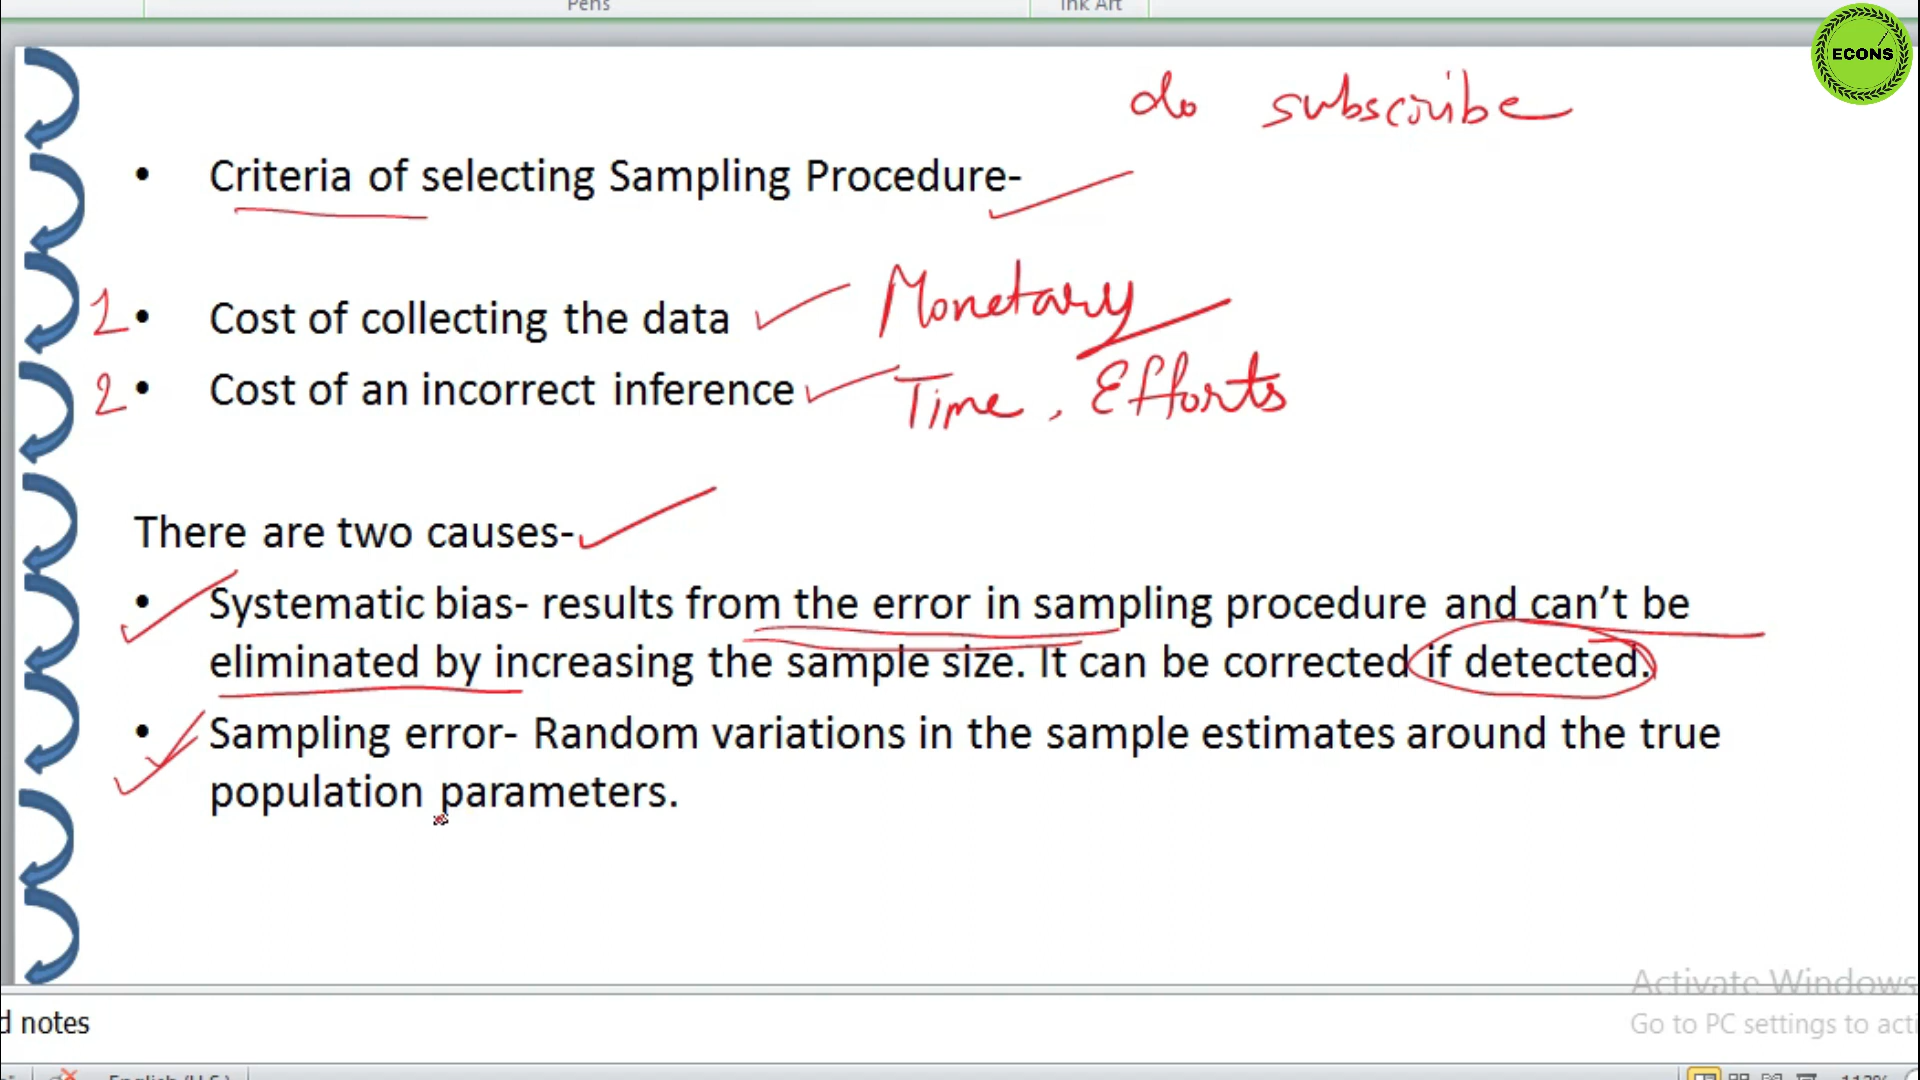 Pens
Ink Art
ECONS
do subscribe
• Criteria of selecting Sampling Procedure-
1 • Cost of collecting the data Monetary
2 • Cost of an incorrect inference Time, Efforts
There are two causes-
• Systematic bias- results from the error in sampling procedure and can't be
eliminated by increasing the sample size. It can be corrected if detected.
• Sampling error- Random variations in the sample estimates around the true
population parameters.
Activate Windows
Go to PC settings to acti
d notes
English (U.S.)
113%